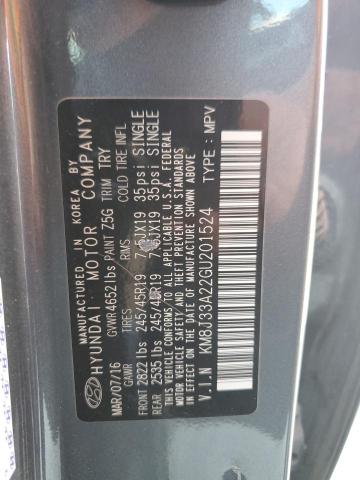 MADE IN KOREA BY
HYUNDAI MOTOR COMPANY
MAR/07/16 GVWR 4652 lbs PAINT Z5G TRIM TRY
GAWR TIRES RIMS COLD TIRE INFL.
FRONT 2822 lbs 245/45R19 7.5JX19 35psi SINGLE
REAR 2535 lbs 245/45R19 7.5JX19 35psi SINGLE
THIS VEHICLE CONFORMS TO ALL APPLICABLE U.S.A. FEDERAL
MOTOR VEHICLE SAFETY, BUMPER, AND THEFT PREVENTION
STANDARDS IN EFFECT ON THE DATE OF MANUFACTURE SHOWN ABOVE.
V.I.N : KM8J33A22GU201524 TYPE : MPV